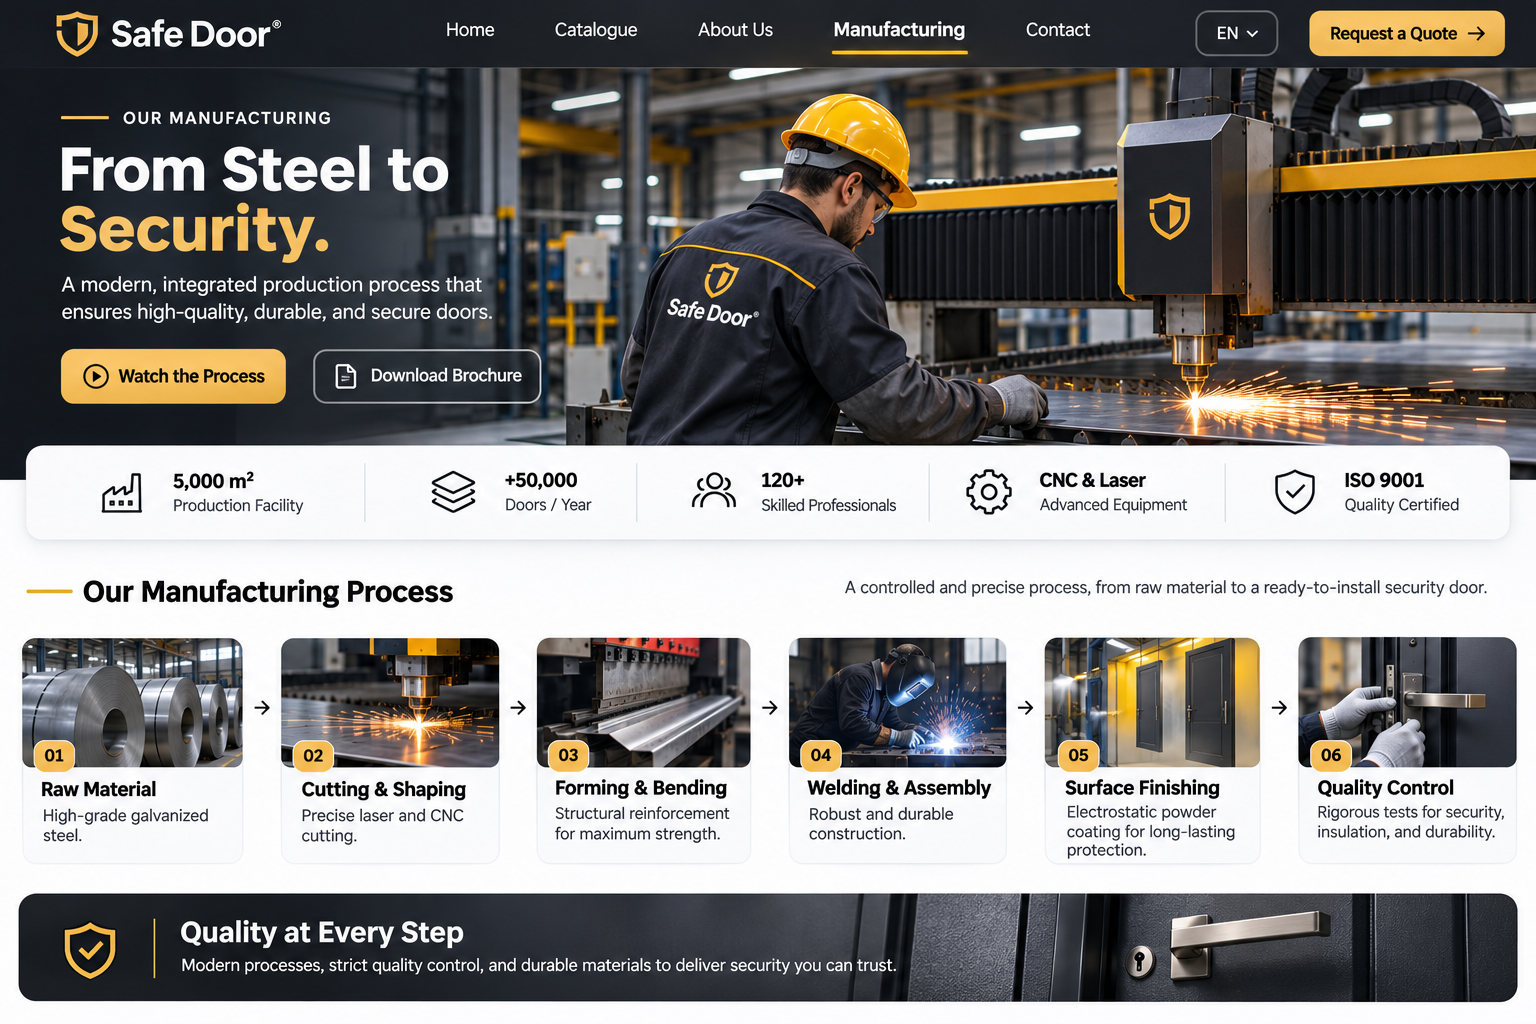 Safe Door®
Home
Catalogue
About Us
Manufacturing
Contact
EN
Request a Quote
OUR MANUFACTURING
From Steel to
Security.
A modern, integrated production process that
ensures high-quality, durable, and secure doors.
Watch the Process
Download Brochure
Safe Door®
5,000 m²
Production Facility
+50,000
Doors / Year
120+
Skilled Professionals
CNC & Laser
Advanced Equipment
ISO 9001
Quality Certified
Our Manufacturing Process
A controlled and precise process, from raw material to a ready-to-install security door.
01
Raw Material
High-grade galvanized
steel.
02
Cutting & Shaping
Precise laser and CNC
cutting.
03
Forming & Bending
Structural reinforcement
for maximum strength.
04
Welding & Assembly
Robust and durable
construction.
05
Surface Finishing
Electrostatic powder
coating for long-lasting
protection.
06
Quality Control
Rigorous tests for security,
insulation, and durability.
Quality at Every Step
Modern processes, strict quality control, and durable materials to deliver security you can trust.